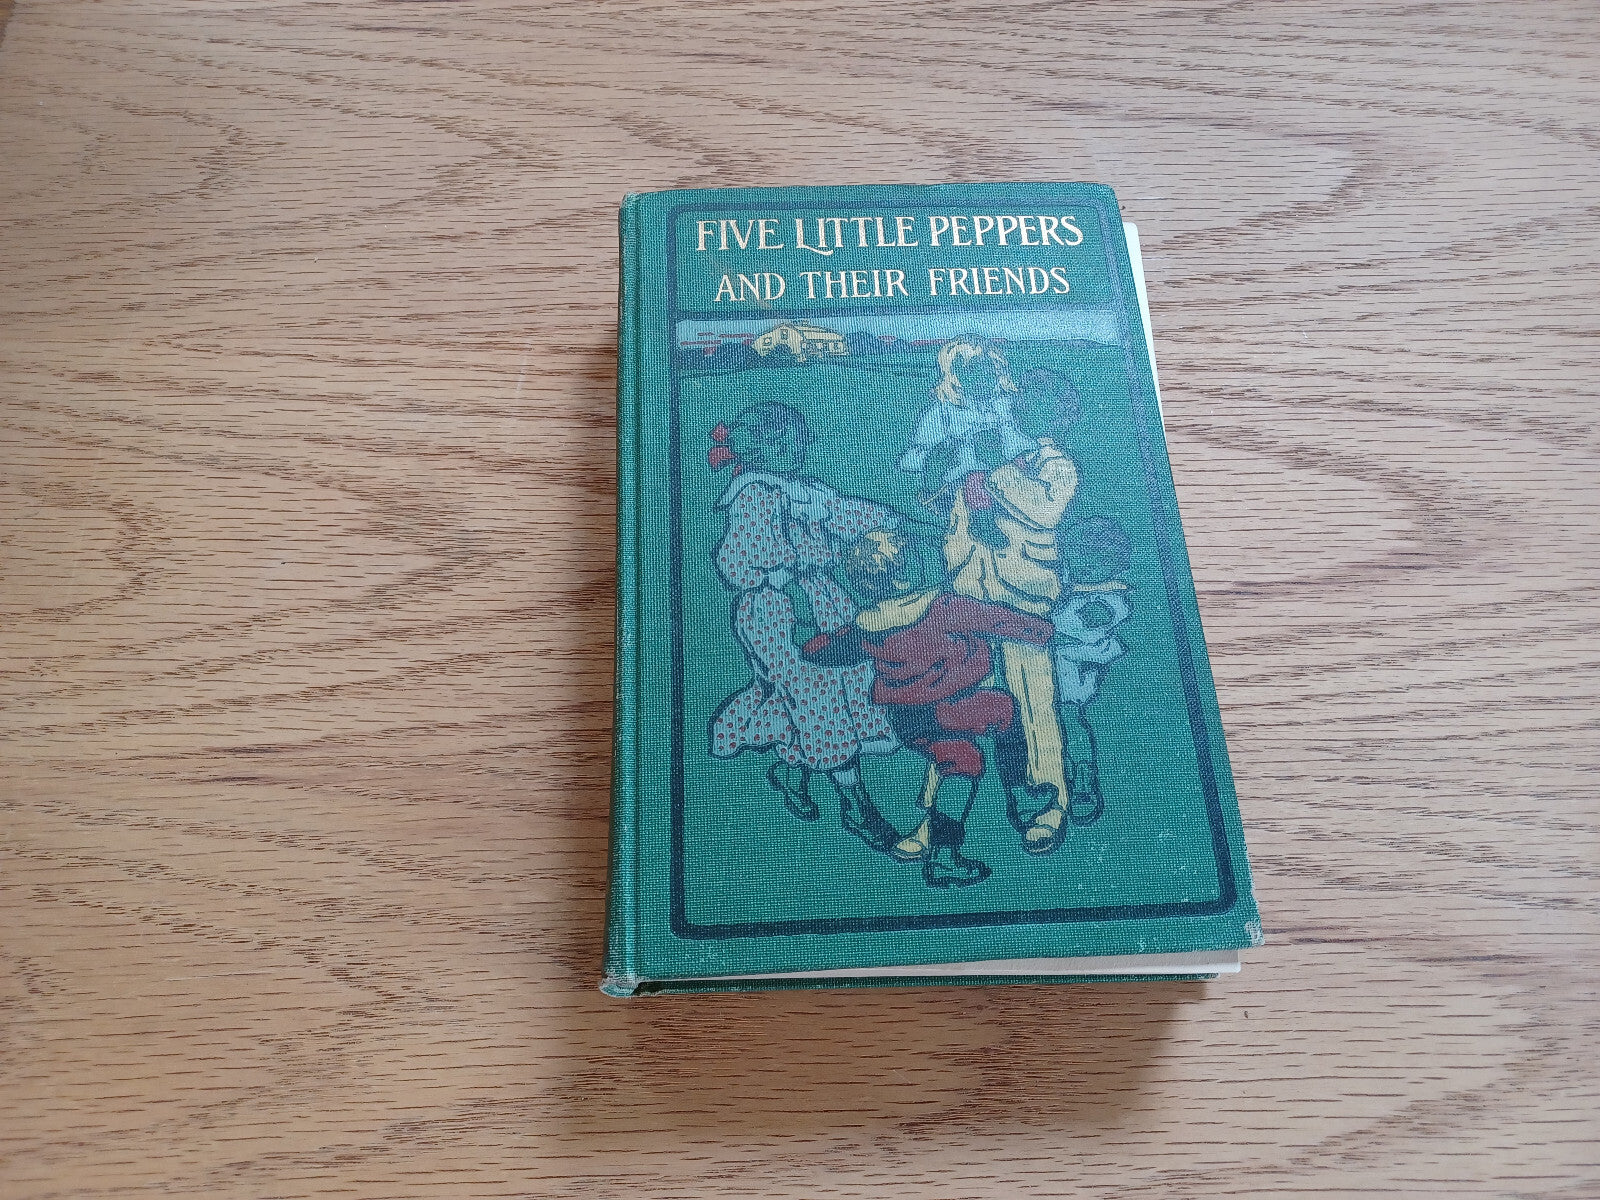 FIVE LITTLE PEPPERS
AND THEIR FRIENDS